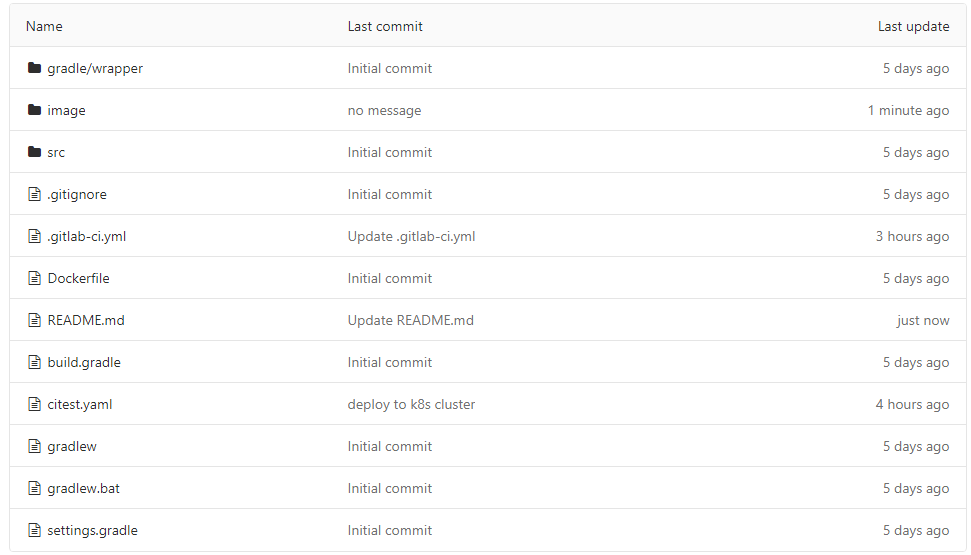 Name Last commit Last update
gradle/wrapper Initial commit 5 days ago
image no message 1 minute ago
src Initial commit 5 days ago
.gitignore Initial commit 5 days ago
.gitlab-ci.yml Update .gitlab-ci.yml 3 hours ago
Dockerfile Initial commit 5 days ago
README.md Update README.md just now
build.gradle Initial commit 5 days ago
citest.yaml deploy to k8s cluster 4 hours ago
gradlew Initial commit 5 days ago
gradlew.bat Initial commit 5 days ago
settings.gradle Initial commit 5 days ago